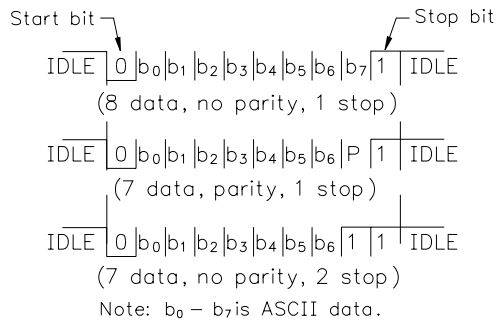 Start bit Stop bit
IDLE 0 b₀ b₁ b₂ b₃ b₄ b₅ b₆ b₇ 1 IDLE
(8 data, no parity, 1 stop)
IDLE 0 b₀ b₁ b₂ b₃ b₄ b₅ b₆ P 1 IDLE
(7 data, parity, 1 stop)
IDLE 0 b₀ b₁ b₂ b₃ b₄ b₅ b₆ 1 1 IDLE
(7 data, no parity, 2 stop)
Note: b₀ – b₇ is ASCII data.